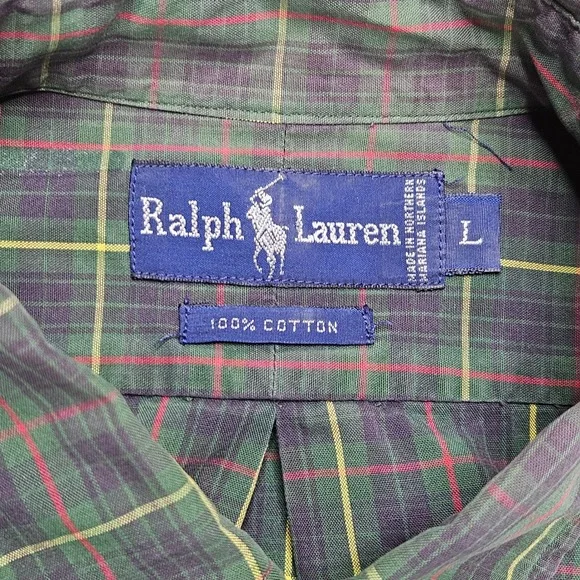 Ralph Lauren
MADE IN NORTHERN
MARIANA ISLANDS
L
100% COTTON